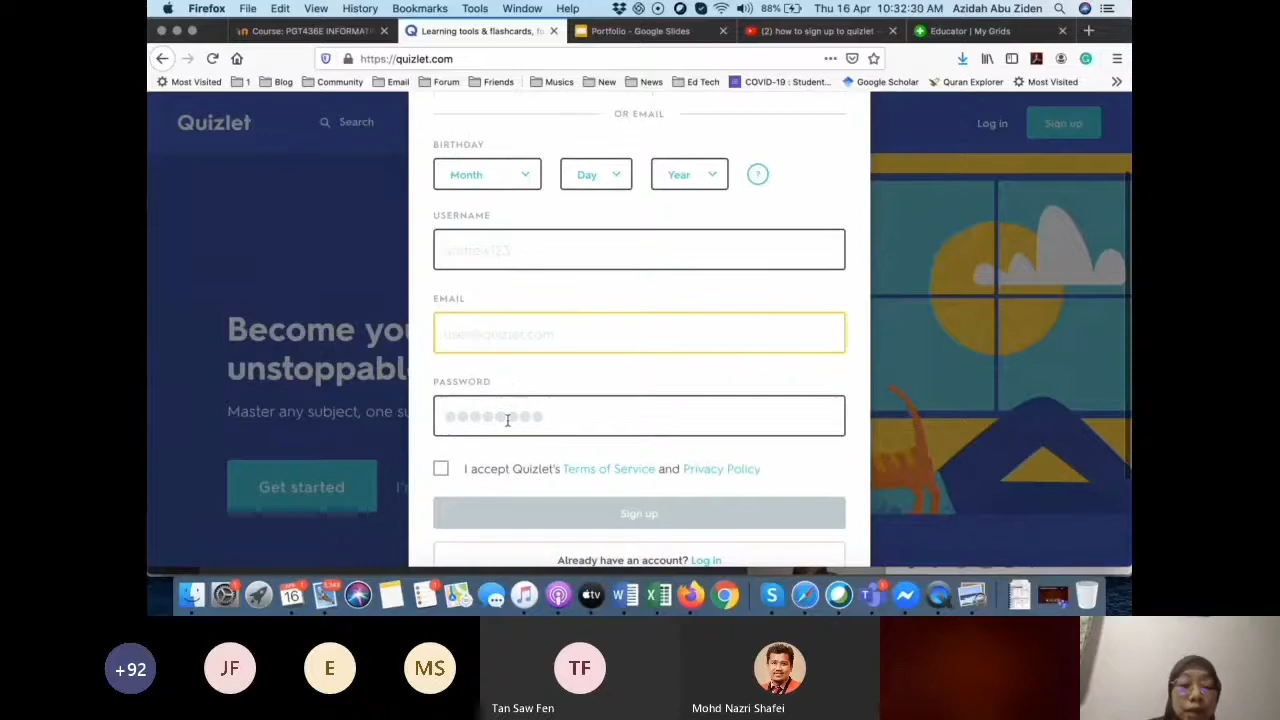 Firefox File Edit View History Bookmarks Tools Window Help 88% Thu 16 Apr 10:32:30 AM Azidah Abu Ziden
Course: PGT436E INFORMATI
Learning tools & flashcards, fo
Portfolio - Google Slides
(2) how to sign up to quizlet -
Educator | My Grids
https://quizlet.com
Most Visited 1 Blog Community Email Forum Friends Musics New News Ed Tech COVID-19 : Student... Google Scholar Quran Explorer Most Visited
Quizlet
Search
Log in
Sign up
OR EMAIL
BIRTHDAY
Month
Day
Year
?
USERNAME
EMAIL
user@quizlet.com
PASSWORD
I accept Quizlet's Terms of Service and Privacy Policy
Sign up
Already have an account? Log in
Become you
unstoppabl
Master any subject, one su
Get started
I'
+92
JF
E
MS
TF
Tan Saw Fen
Mohd Nazri Shafei